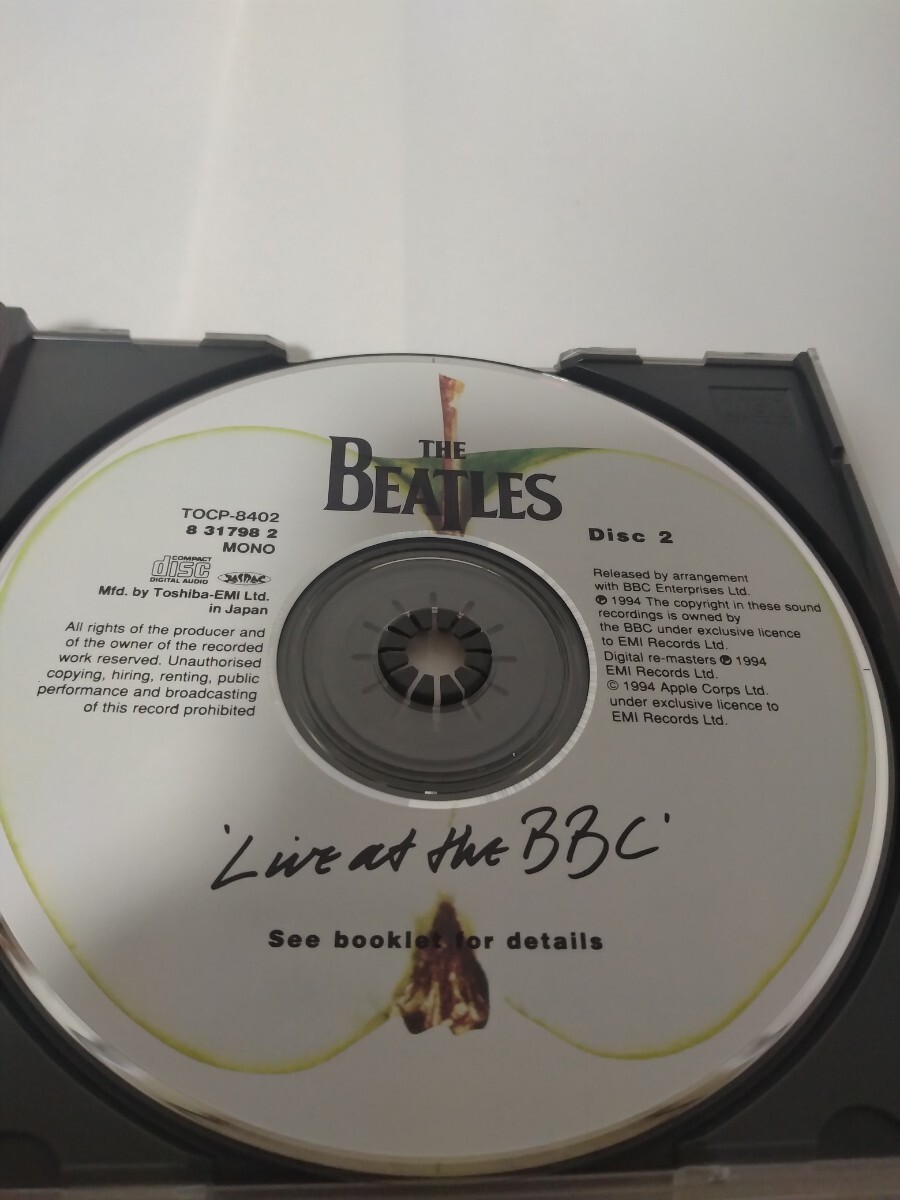 THE
BEATLES
TOCP-8402
8 31798 2
MONO
COMPACT
disc
DIGITAL AUDIO
JASRAC
Mfd. by Toshiba-EMI Ltd.
in Japan
All rights of the producer and
of the owner of the recorded
work reserved. Unauthorised
copying, hiring, renting, public
performance and broadcasting
of this record prohibited
Disc 2
Released by arrangement
with BBC Enterprises Ltd.
℗ 1994 The copyright in these sound
recordings is owned by
the BBC under exclusive licence
to EMI Records Ltd.
Digital re-masters ℗ 1994
EMI Records Ltd.
© 1994 Apple Corps Ltd.
under exclusive licence to
EMI Records Ltd.
'Live at the BBC'
See booklet for details